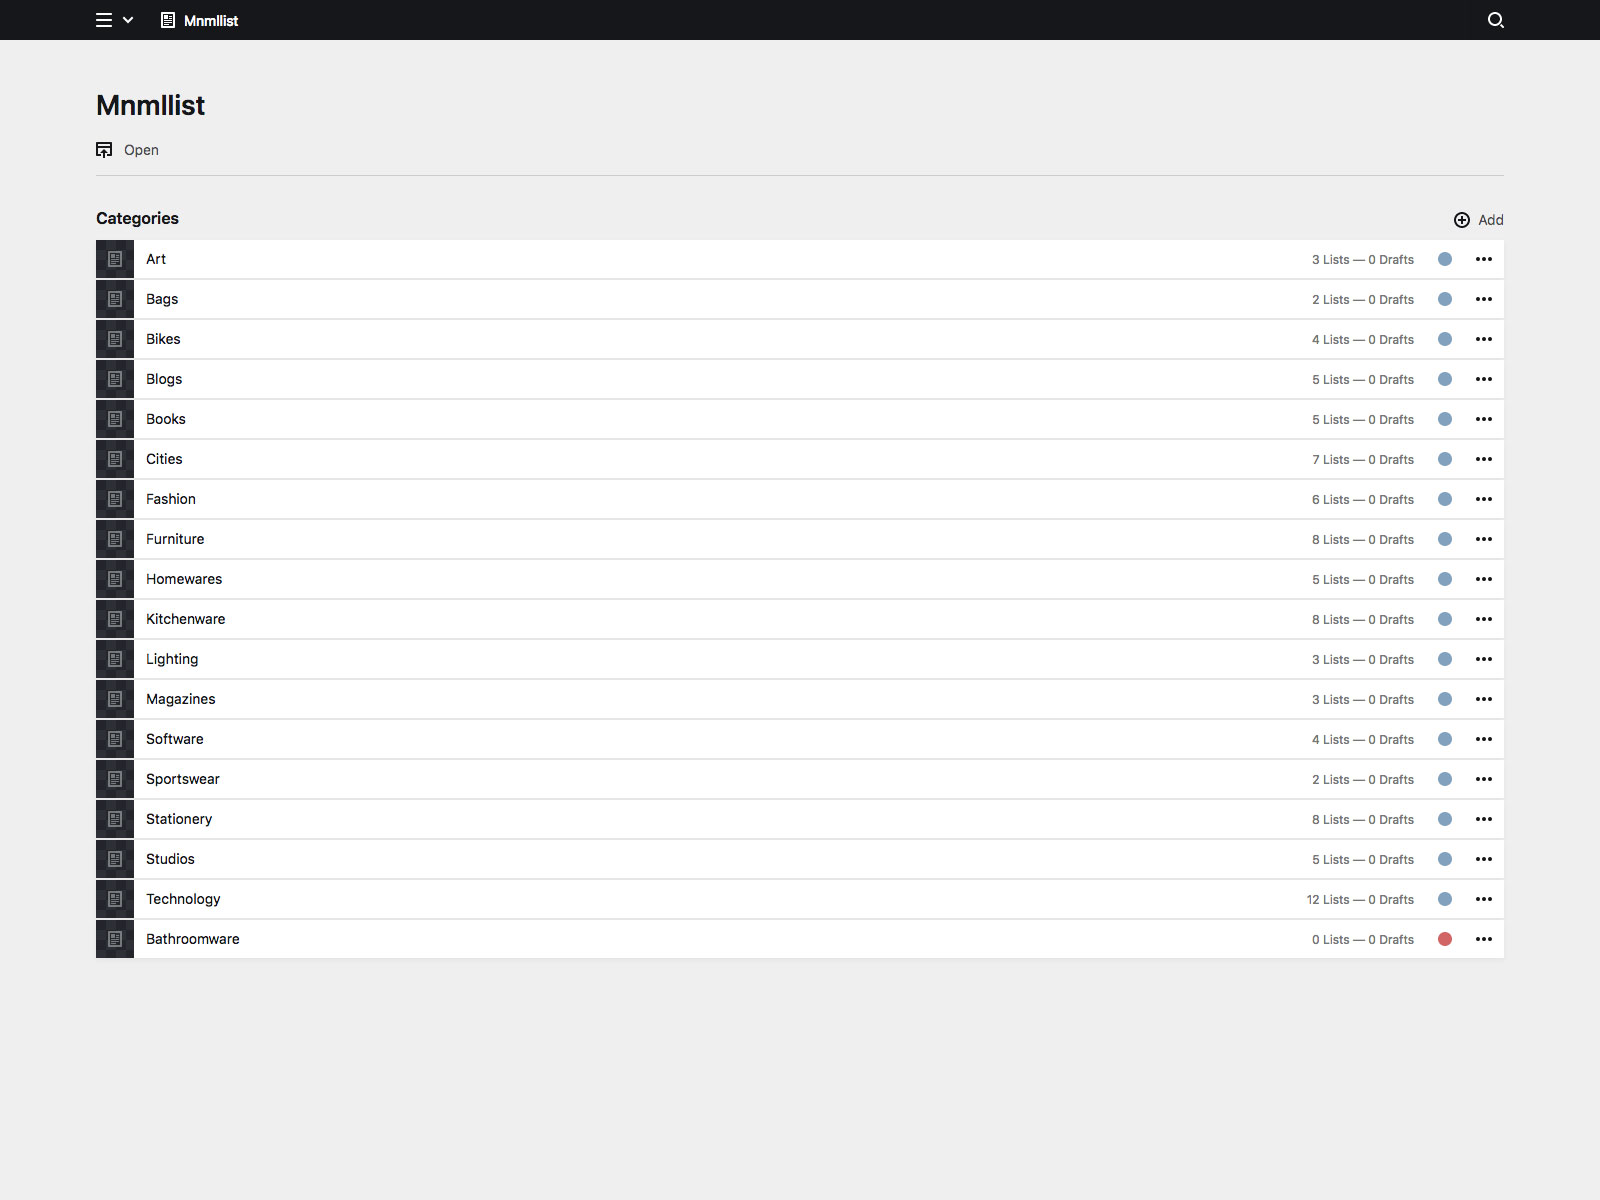 Mnmllist
Mnmllist
Open
Categories
Add
Art 3 Lists — 0 Drafts
Bags 2 Lists — 0 Drafts
Bikes 4 Lists — 0 Drafts
Blogs 5 Lists — 0 Drafts
Books 5 Lists — 0 Drafts
Cities 7 Lists — 0 Drafts
Fashion 6 Lists — 0 Drafts
Furniture 8 Lists — 0 Drafts
Homewares 5 Lists — 0 Drafts
Kitchenware 8 Lists — 0 Drafts
Lighting 3 Lists — 0 Drafts
Magazines 3 Lists — 0 Drafts
Software 4 Lists — 0 Drafts
Sportswear 2 Lists — 0 Drafts
Stationery 8 Lists — 0 Drafts
Studios 5 Lists — 0 Drafts
Technology 12 Lists — 0 Drafts
Bathroomware 0 Lists — 0 Drafts